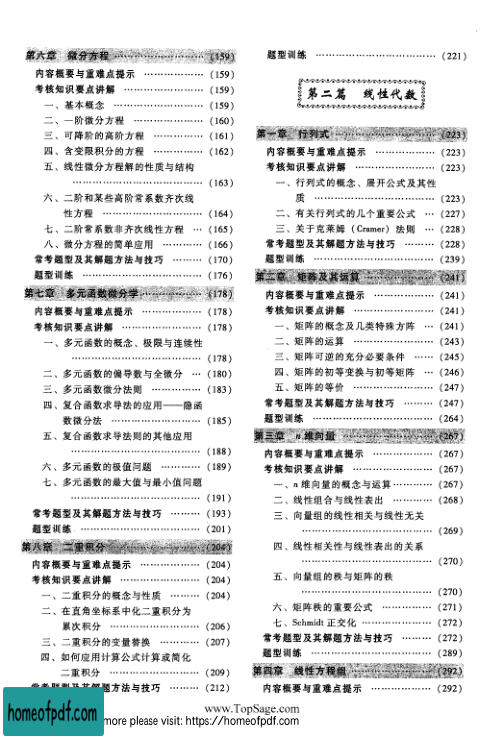 第六章 微分方程 (159)
内容概要与重难点提示 (159)
考核知识要点讲解 (159)
一、基本概念 (159)
二、一阶微分方程 (160)
三、可降阶的高阶方程 (161)
四、含变限积分的方程 (162)
五、线性微分方程解的性质与结构
(163)
六、二阶和某些高阶常系数齐次线
性方程 (164)
七、二阶常系数非齐次线性方程 (165)
八、微分方程的简单应用 (166)
常考题型及其解题方法与技巧 (170)
题型训练 (176)
第七章 多元函数微分学 (178)
内容概要与重难点提示 (178)
考核知识要点讲解 (178)
一、多元函数的概念、极限与连续性
(178)
二、多元函数的偏导数与全微分 (180)
三、多元函数微分法则 (183)
四、复合函数求导法的应用——隐函
数微分法 (185)
五、复合函数求导法则的其他应用
(188)
六、多元函数的极值问题 (189)
七、多元函数的最大值与最小值问题
(191)
常考题型及其解题方法与技巧 (193)
题型训练 (201)
第八章 二重积分 (204)
内容概要与重难点提示 (204)
考核知识要点讲解 (204)
一、二重积分的概念与性质 (204)
二、在直角坐标系中化二重积分为
累次积分 (206)
三、二重积分的变量替换 (207)
四、如何应用计算公式计算或简化
二重积分 (209)
常考题型及其解题方法与技巧 (212)
题型训练 (221)
第二篇 线性代数
第一章 行列式 (223)
内容概要与重难点提示 (223)
考核知识要点讲解 (223)
一、行列式的概念、展开公式及其性
质 (223)
二、有关行列式的几个重要公式 (227)
三、关于克莱姆（Cramer）法则 (228)
常考题型及其解题方法与技巧 (228)
题型训练 (239)
第二章 矩阵及其运算 (241)
内容概要与重难点提示 (241)
考核知识要点讲解 (241)
一、矩阵的概念及几类特殊方阵 (241)
二、矩阵的运算 (243)
三、矩阵可逆的充分必要条件 (245)
四、矩阵的初等变换与初等矩阵 (246)
五、矩阵的等价 (247)
常考题型及其解题方法与技巧 (247)
题型训练 (264)
第三章 n维向量 (267)
内容概要与重难点提示 (267)
考核知识要点讲解 (267)
一、n维向量的概念与运算 (267)
二、线性组合与线性表出 (268)
三、向量组的线性相关与线性无关
(269)
四、线性相关性与线性表出的关系
(270)
五、向量组的秩与矩阵的秩
(270)
六、矩阵秩的重要公式 (271)
七、Schmidt正交化 (272)
常考题型及其解题方法与技巧 (272)
题型训练 (289)
第四章 线性方程组 (292)
内容概要与重难点提示 (292)
www.TopSage.com
homeofpdf.com
more please visit: https://homeofpdf.com